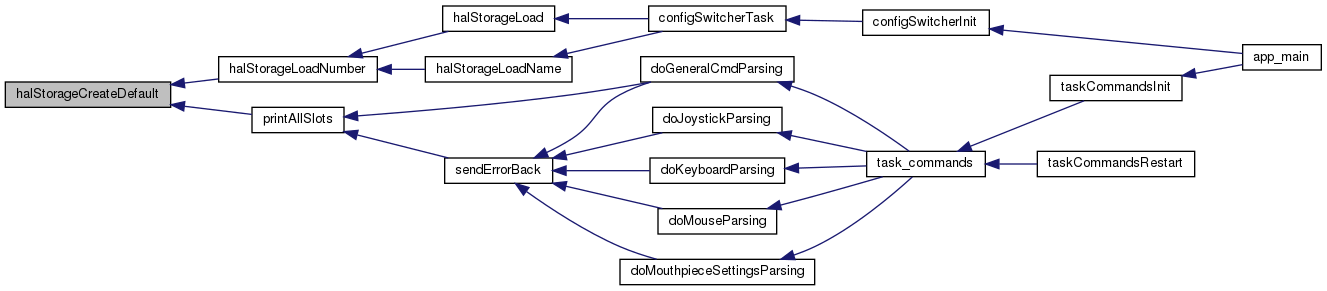 halStorageCreateDefault
halStorageLoadNumber
printAllSlots
halStorageLoad
halStorageLoadName
sendErrorBack
configSwitcherTask
doGeneralCmdParsing
doJoystickParsing
doKeyboardParsing
doMouseParsing
doMouthpieceSettingsParsing
configSwitcherInit
task_commands
taskCommandsInit
taskCommandsRestart
app_main